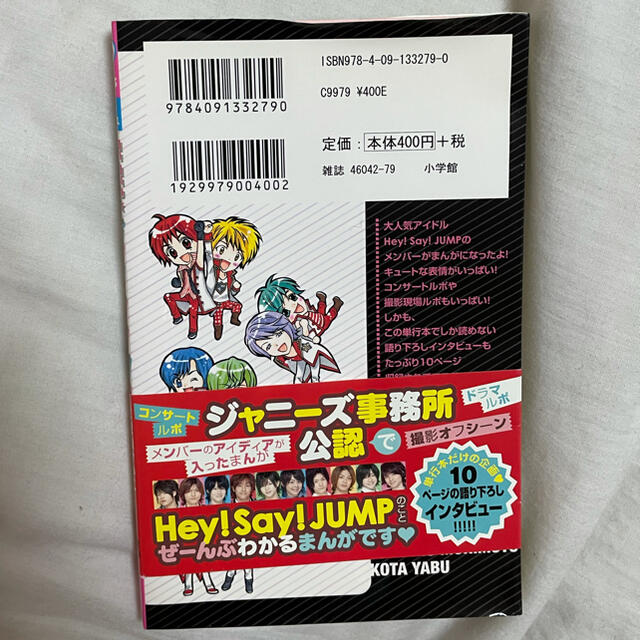 ISBN978-4-09-133279-0
9784091332790
C9979 ¥400E
定価：本体400円+税
1929979004002
雑誌 46042-79 小学館
大人気アイドル
Hey! Say! JUMPの
メンバーがまんがになったよ!
キュートな表情がいっぱい!
コンサートルポや
撮影現場ルポもいっぱい!
しかも、
この単行本でしか読めない
語り下ろしインタビューも
たっぷり10ページ
コンサート
ルポ
ジャニーズ事務所
公認で
ドラマ
ルポ
メンバーのアイディアが
入ったまんが
撮影オフシーン
単行本だけの企画♥
10
ページの語り下ろし
インタビュー
!!!!!
Hey!Say!JUMPのこと
ぜーんぶわかるまんがです♥
KOTA YABU